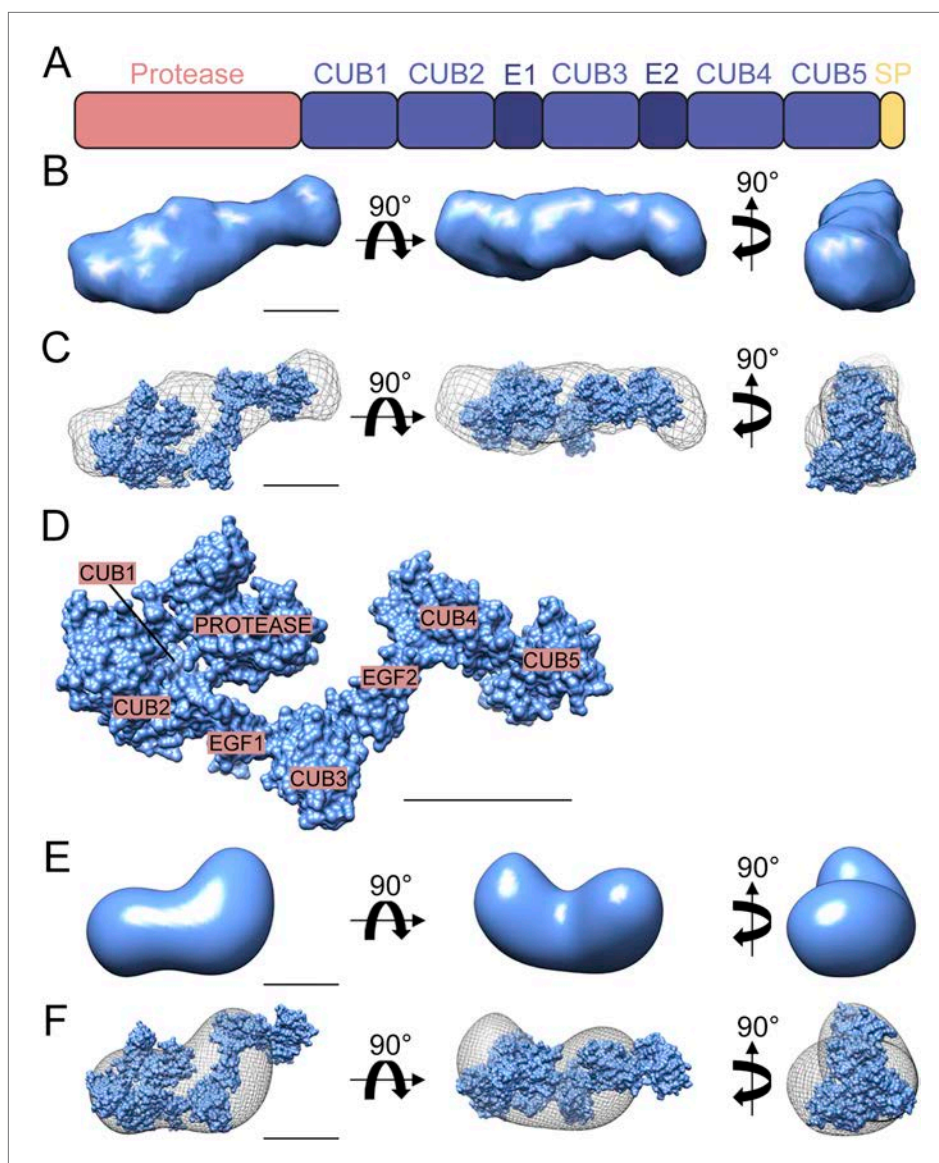 A
Protease CUB1 CUB2 E1 CUB3 E2 CUB4 CUB5 SP
B
90°
90°
C
90°
90°
D
CUB1
PROTEASE
CUB4
CUB5
EGF2
CUB2
EGF1
CUB3
E
90°
90°
F
90°
90°